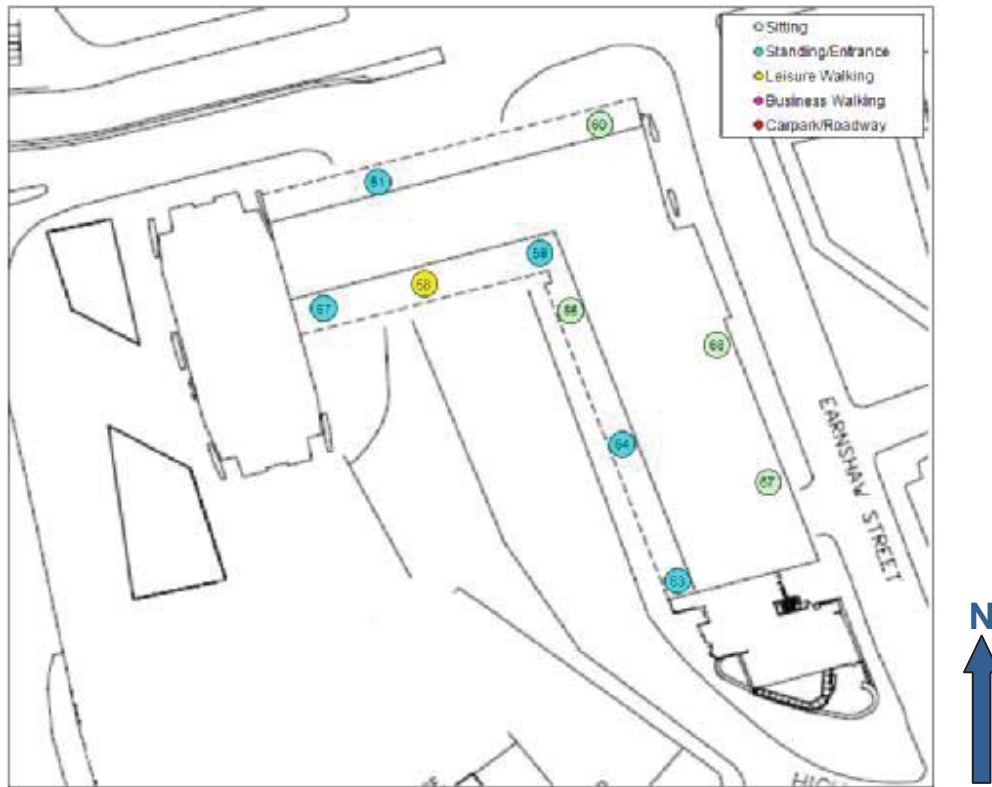 Sitting
Standing/Entrance
Leisure Walking
Business Walking
Carpark/Roadway
60
61
59
58
57
68
64
67
63
EARNSHAW STREET
N